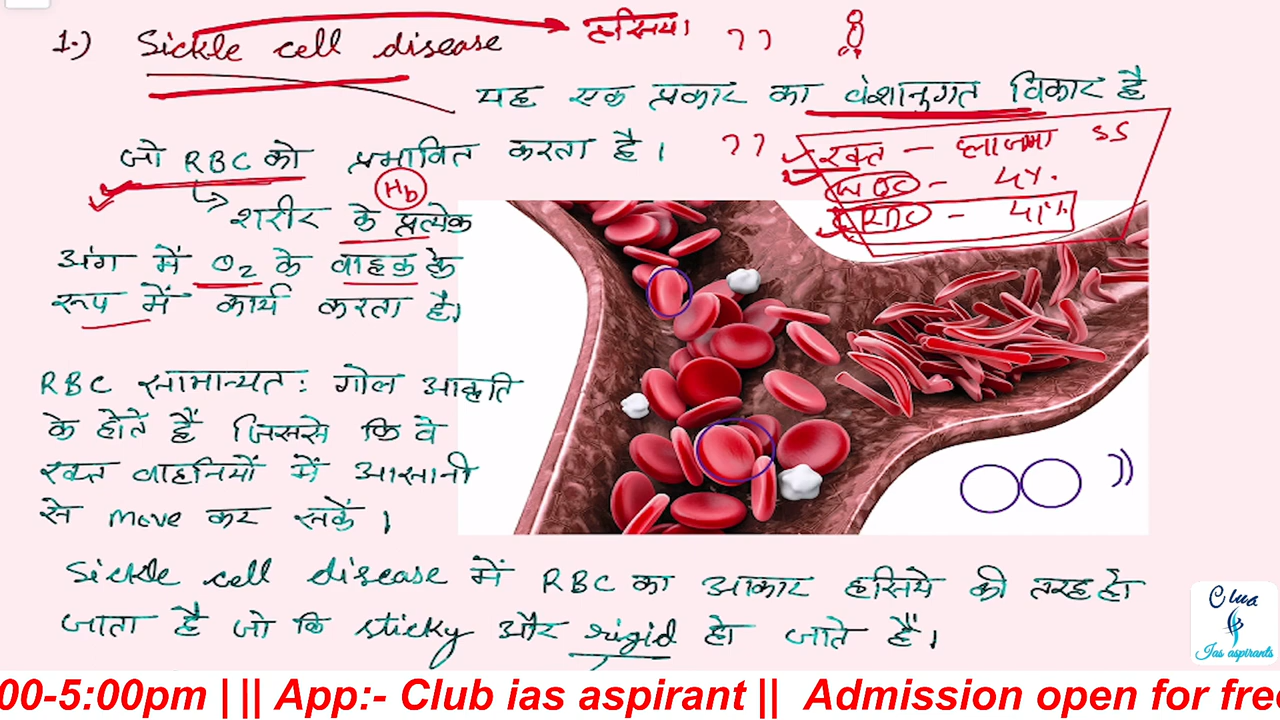 1.) Sickle cell disease → हसिया
यह एक प्रकार का वंशानुगत विकार है
जो RBC को प्रभावित करता है।
रक्त - प्लाज्मा 55
WBC - 4%
RBC - 41%
Hb
शरीर के प्रत्येक
अंग में O₂ के वाहक के
रूप में कार्य करता है।
RBC सामान्यत: गोल आकृति
के होते हैं जिससे कि वे
रक्त वाहनियों में आसानी
से move कर सकें।
Sickle cell disease में RBC का आकार हसिये की तरह हो
जाता है जो कि sticky और rigid हो जाते हैं।
Club
Ias aspirants
00-5:00pm | || App:- Club ias aspirant || Admission open for free